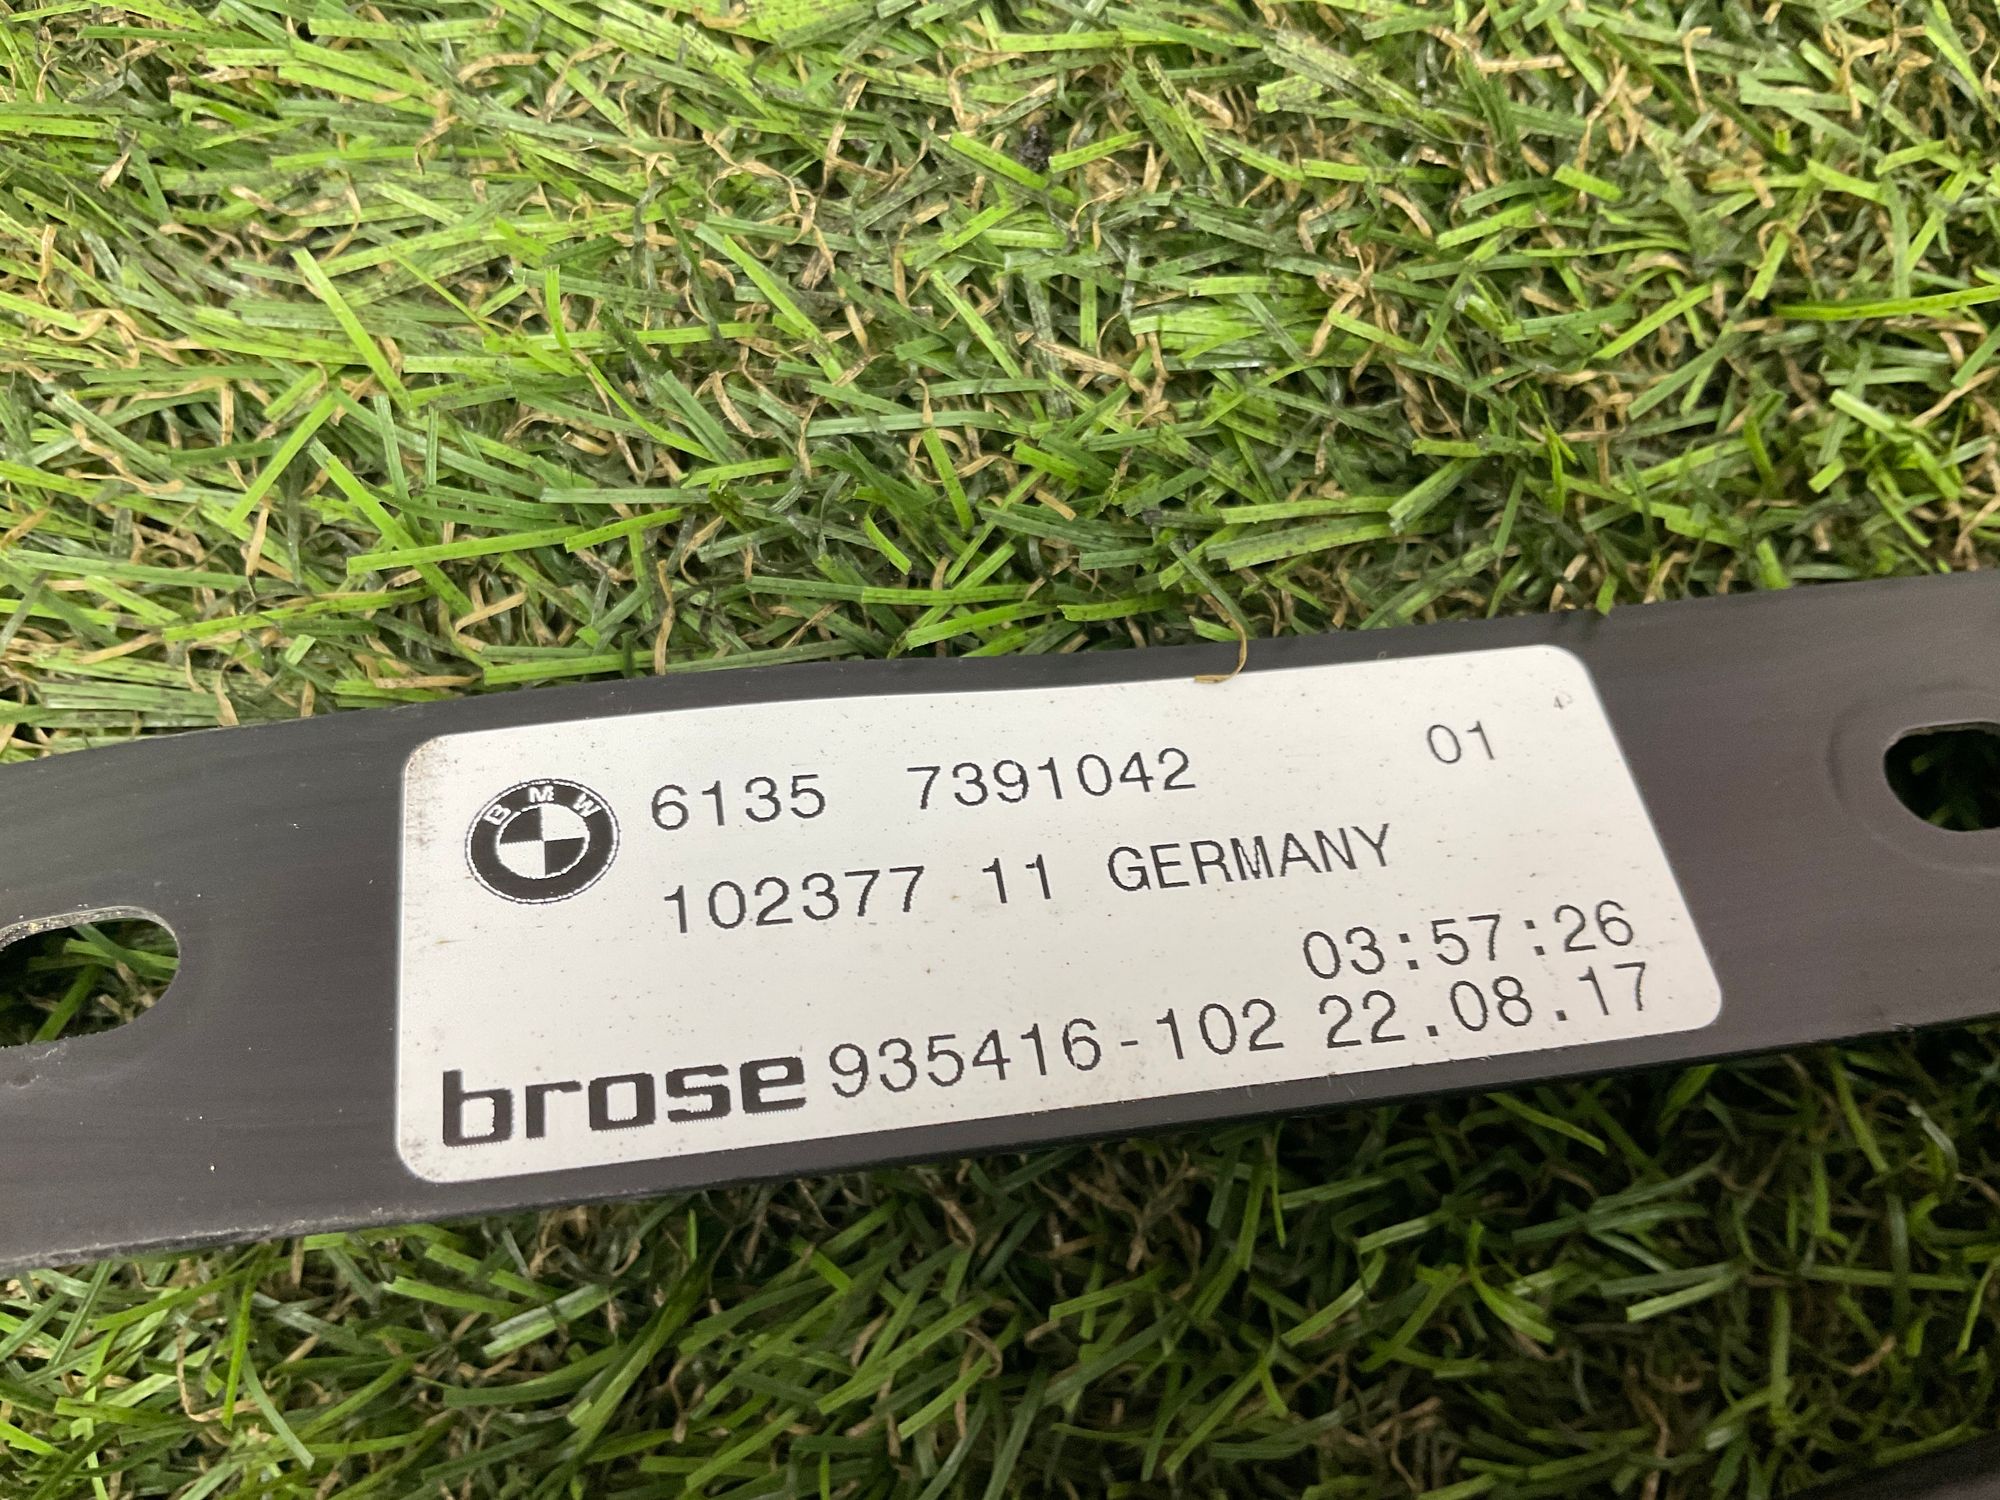 BMW 6135 7391042 01
102377 11 GERMANY
03:57:26
brose 935416-102 22.08.17